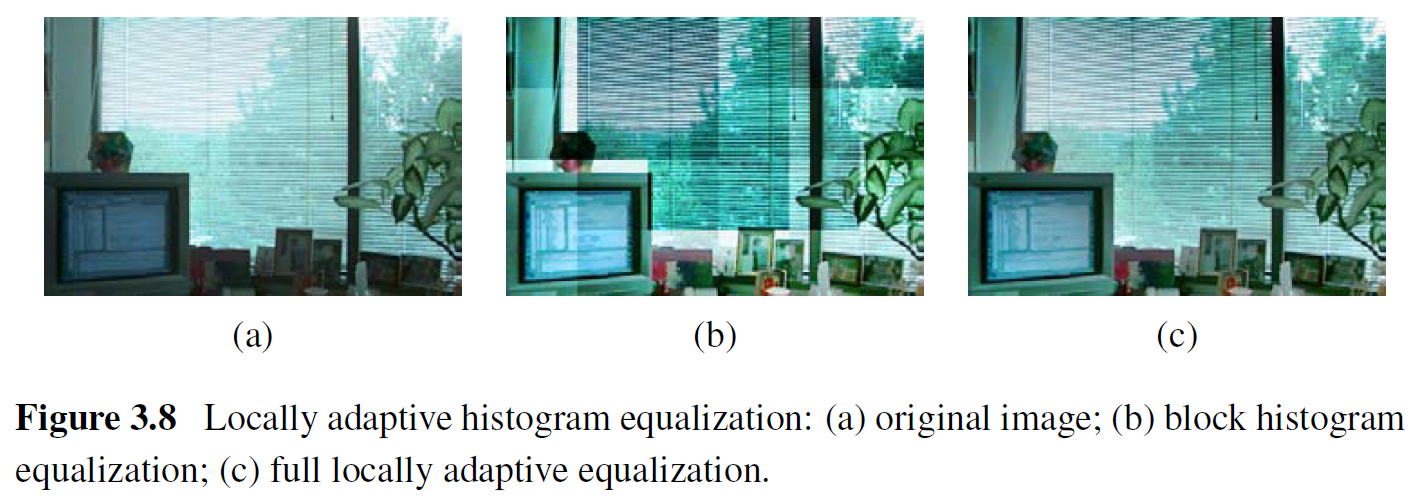 (a)
(b)
(c)
Figure 3.8 Locally adaptive histogram equalization: (a) original image; (b) block histogram
equalization; (c) full locally adaptive equalization.